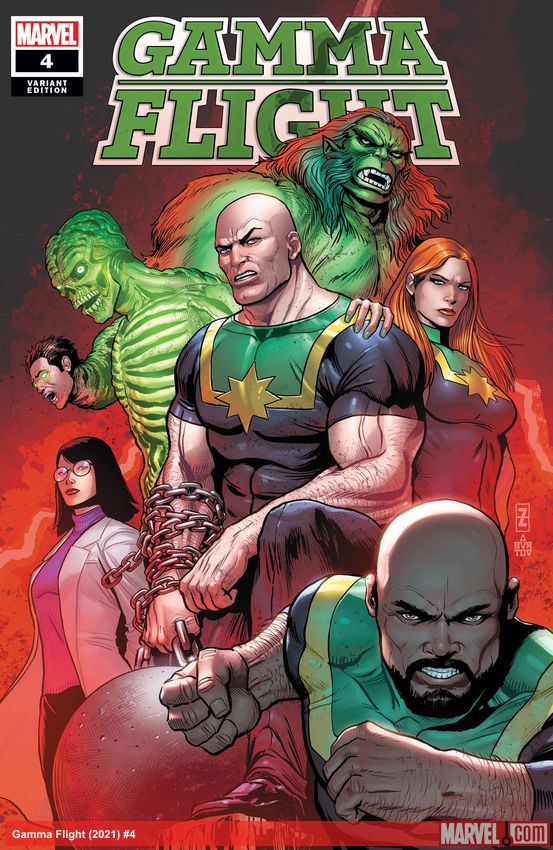 MARVEL
4
VARIANT
EDITION
GAMMA
FLIGHT
Gamma Flight (2021) #4
MARVEL.com